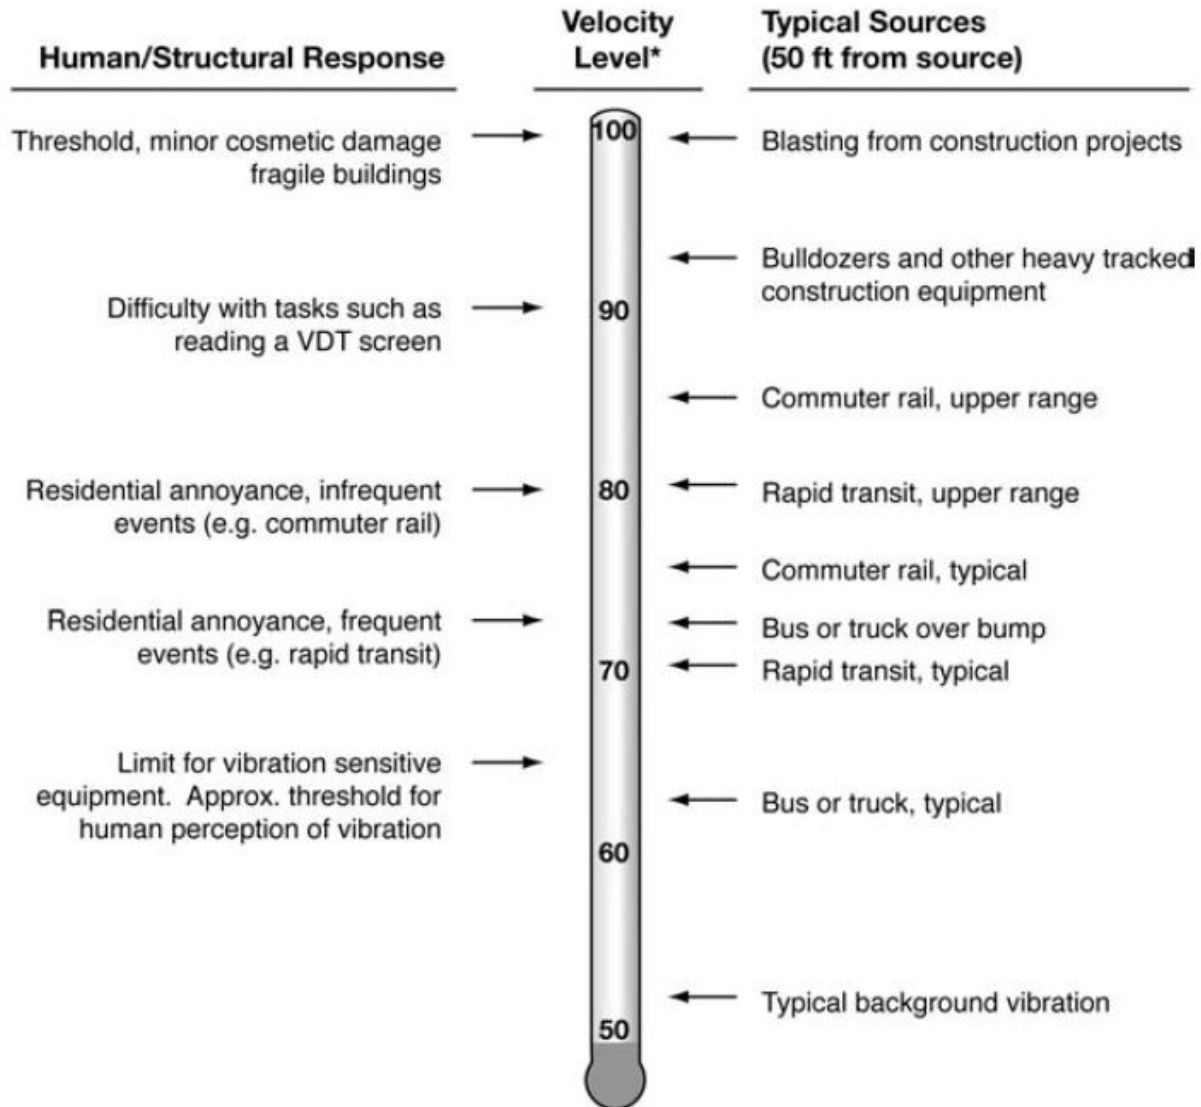 Human/Structural Response
Velocity
Level*
Typical Sources
(50 ft from source)
Threshold, minor cosmetic damage
fragile buildings
100
Blasting from construction projects
Bulldozers and other heavy tracked
construction equipment
Difficulty with tasks such as
reading a VDT screen
90
Commuter rail, upper range
Residential annoyance, infrequent
events (e.g. commuter rail)
80
Rapid transit, upper range
Commuter rail, typical
Residential annoyance, frequent
events (e.g. rapid transit)
Bus or truck over bump
70
Rapid transit, typical
Limit for vibration sensitive
equipment. Approx. threshold for
human perception of vibration
Bus or truck, typical
60
Typical background vibration
50